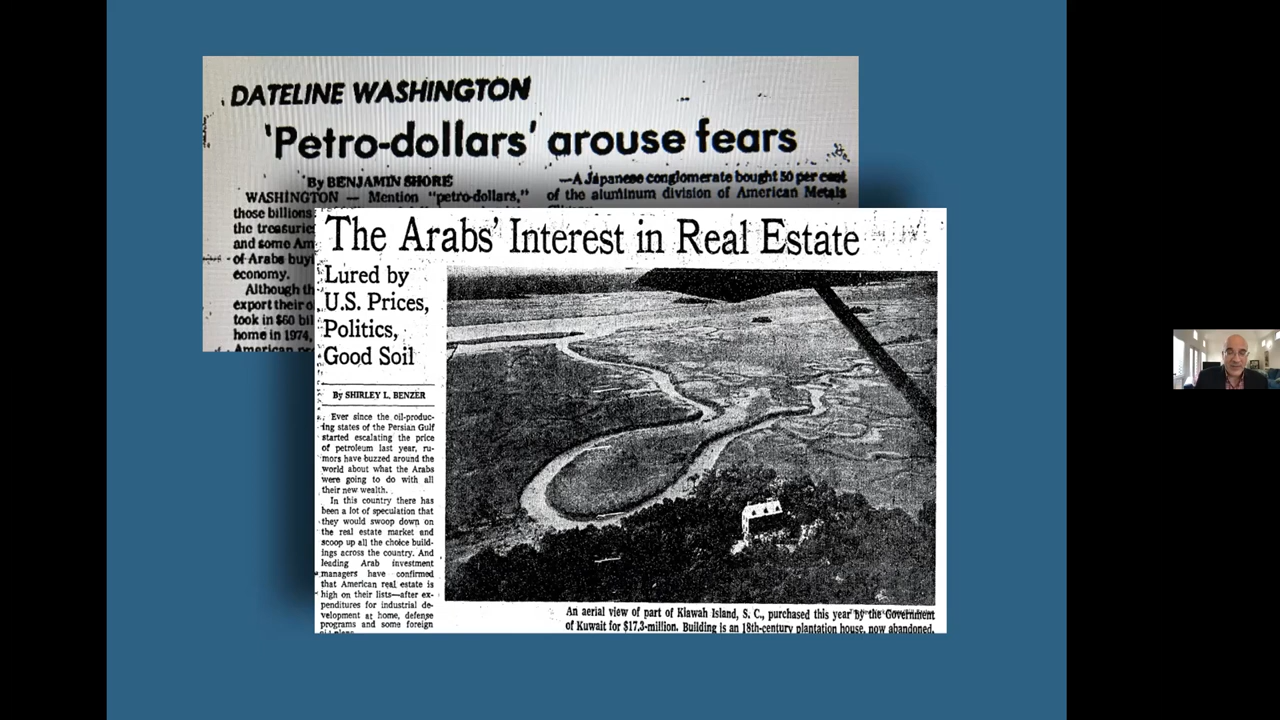 DATELINE WASHINGTON
'Petro-dollars' arouse fears
By BENJAMIN SHORE
WASHINGTON — Mention "petro-dollars,"
those billions
the treasurie
and some Am
of Arabs buyi
economy.
Although th
export their o
took in $60 bil
home in 1974,
American
—A Japanese conglomerate bought 50 per cent
of the aluminum division of American Metals
The Arabs' Interest in Real Estate
Lured by
U.S. Prices,
Politics,
Good Soil
By SHIRLEY L. BENZER
Ever since the oil-produc-
ing states of the Persian Gulf
started escalating the price
of petroleum last year, ru-
mors have buzzed around the
world about what the Arabs
were going to do with all
their new wealth.
In this country there has
been a lot of speculation that
they would swoop down on
the real estate market and
scoop up all the choice build-
ings across the country. And
leading Arab investment
managers have confirmed
that American real estate is
high on their lists—after ex-
penditures for industrial de-
velopment at home, defense
programs and some foreign
An aerial view of part of Kiawah Island, S. C., purchased this year by the Government
of Kuwait for $17.3-million. Building is an 18th-century plantation house, now abandoned.